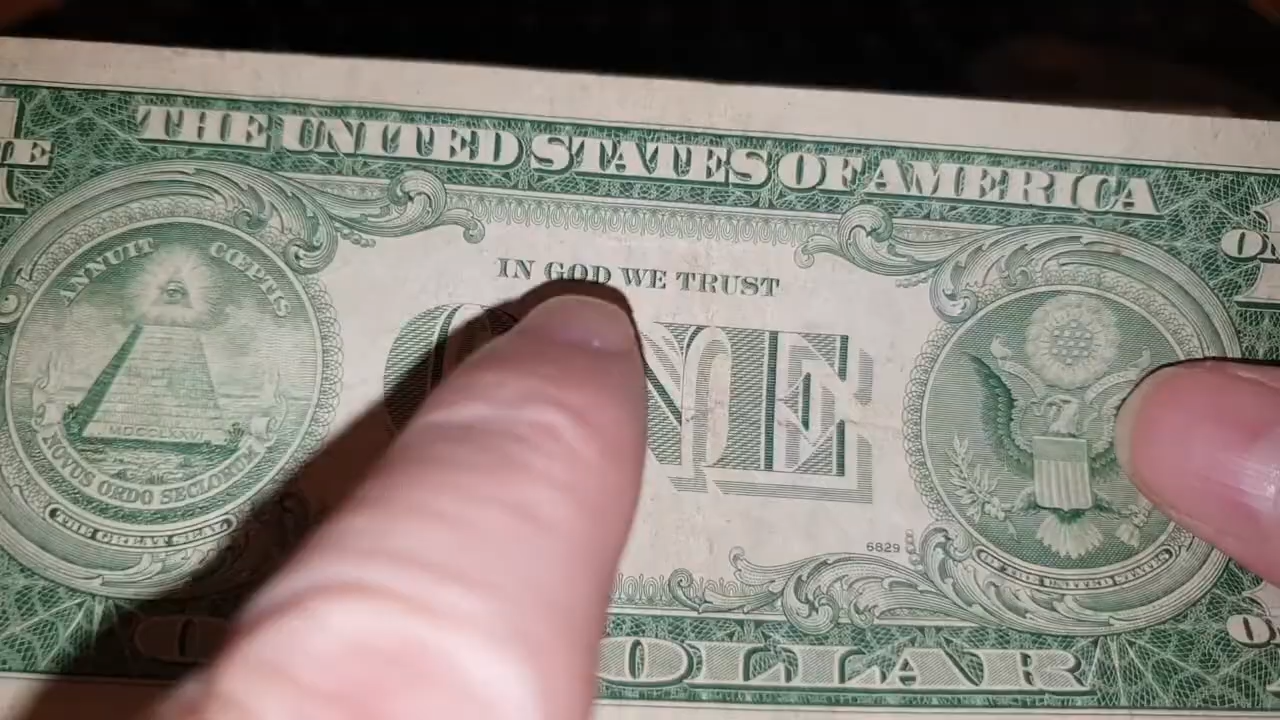 THE UNITED STATES OF AMERICA
ANNUIT CŒPTIS
IN GOD WE TRUST
MDCCLXXVI
NOVUS ORDO SECLORUM
THE GREAT SEAL
6829
OF THE UNITED STATES